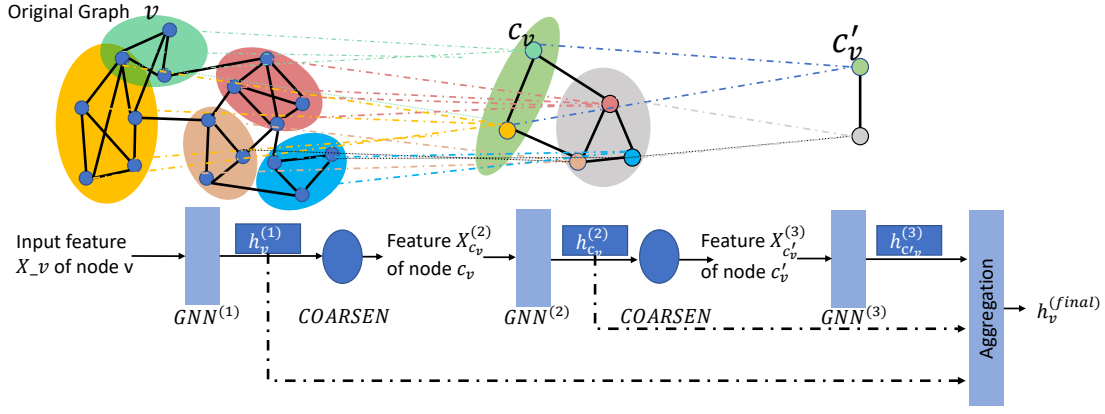 Original Graph v
C_v
C'_v
Input feature
X_v of node v
h_v^{(1)}
Feature X_{c_v}^{(2)}
of node c_v
h_{c_v}^{(2)}
Feature X_{c'_v}^{(3)}
of node c'_v
h_{c'_v}^{(3)}
GNN^{(1)}
COARSEN
GNN^{(2)}
COARSEN
GNN^{(3)}
Aggregation
h_v^{(final)}